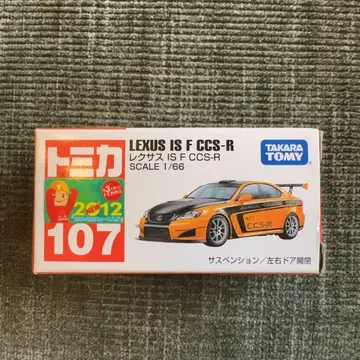 トミカ
2012
NEW
107
LEXUS IS F CCS-R
レクサス IS F CCS-R
SCALE 1/66
TAKARA
TOMY
CCS-R
サスペンション／左右ドア開閉